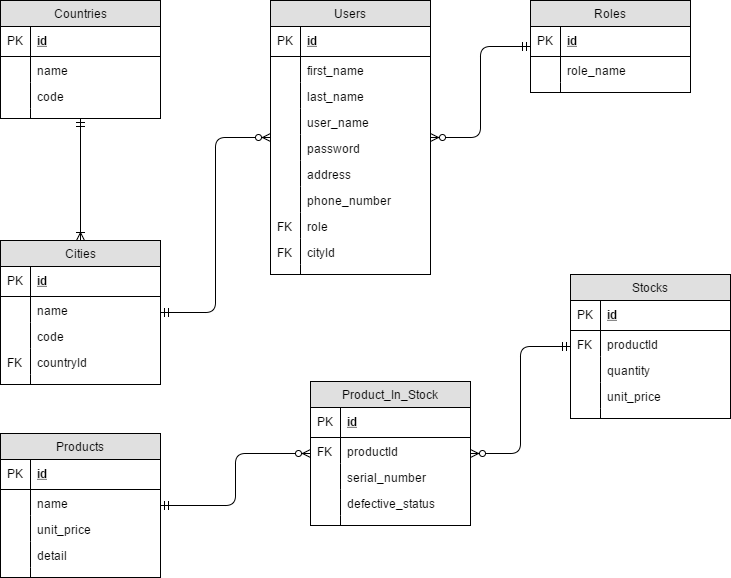 Countries
PK id
name
code
Users
PK id
first_name
last_name
user_name
password
address
phone_number
FK role
FK cityId
Roles
PK id
role_name
Cities
PK id
name
code
FK countryId
Stocks
PK id
FK productId
quantity
unit_price
Product_In_Stock
PK id
FK productId
serial_number
defective_status
Products
PK id
name
unit_price
detail